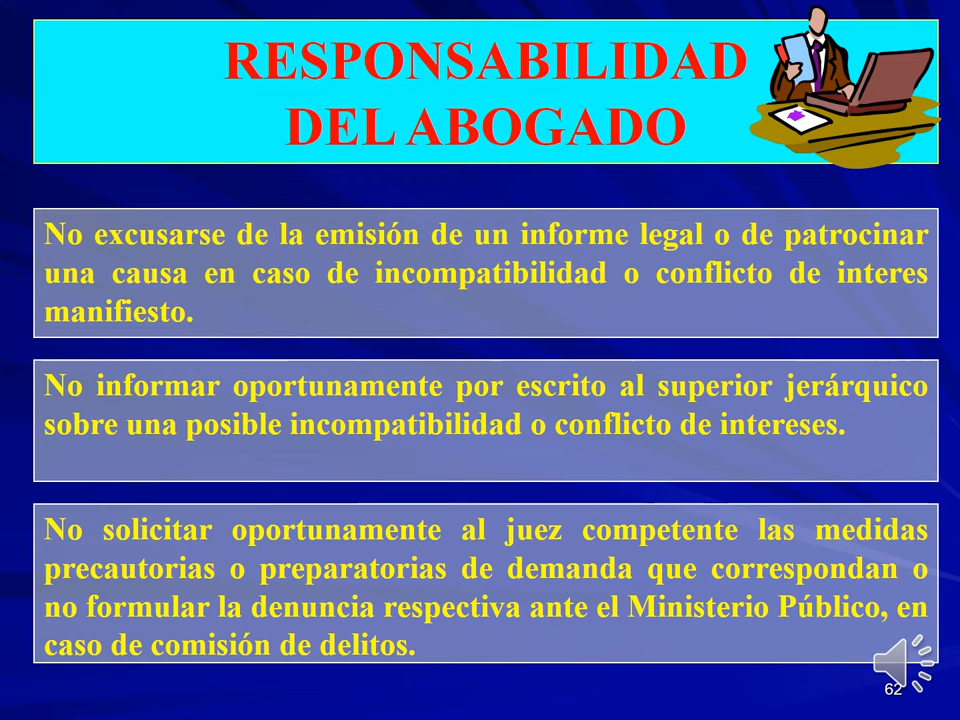 RESPONSABILIDAD
DEL ABOGADO
No excusarse de la emisión de un informe legal o de patrocinar
una causa en caso de incompatibilidad o conflicto de interes
manifiesto.
No informar oportunamente por escrito al superior jerárquico
sobre una posible incompatibilidad o conflicto de intereses.
No solicitar oportunamente al juez competente las medidas
precautorias o preparatorias de demanda que correspondan o
no formular la denuncia respectiva ante el Ministerio Público, en
caso de comisión de delitos.
62